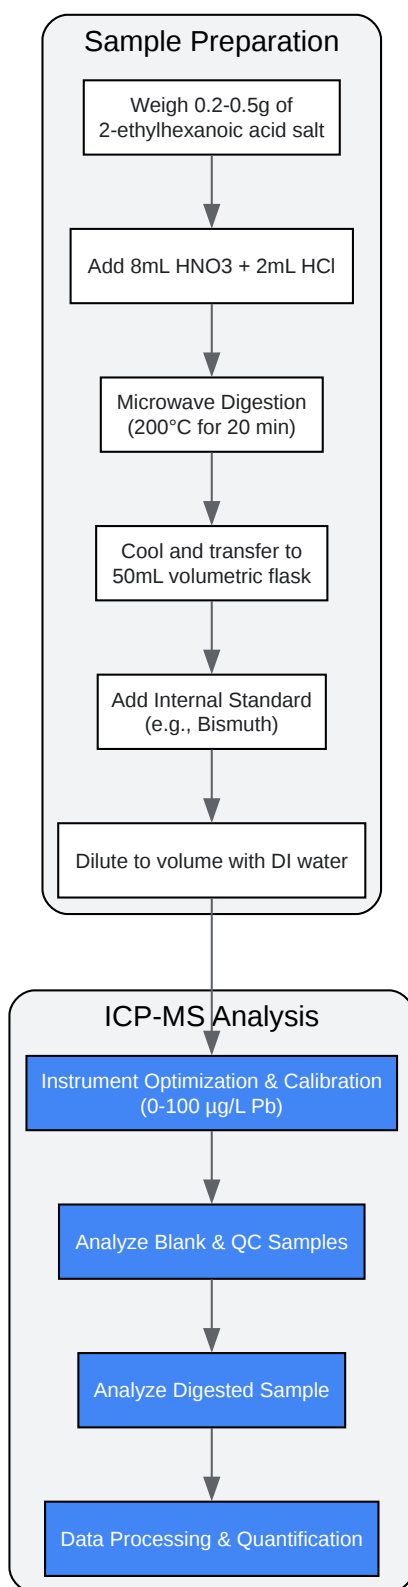 Sample Preparation
Weigh 0.2-0.5g of
2-ethylhexanoic acid salt
Add 8mL HNO3 + 2mL HCl
Microwave Digestion
(200°C for 20 min)
Cool and transfer to
50mL volumetric flask
Add Internal Standard
(e.g., Bismuth)
Dilute to volume with DI water
ICP-MS Analysis
Instrument Optimization & Calibration
(0-100 µg/L Pb)
Analyze Blank & QC Samples
Analyze Digested Sample
Data Processing & Quantification